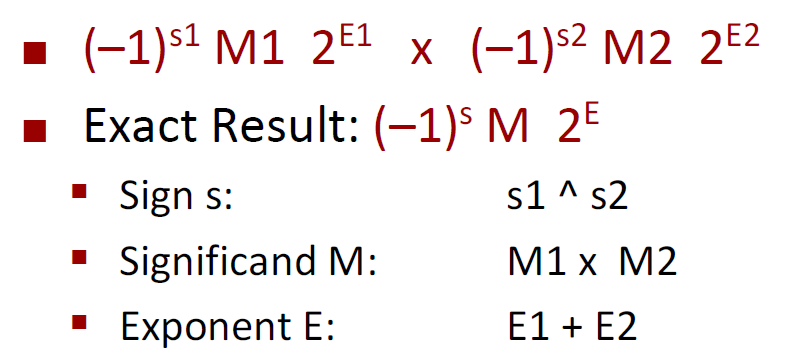 (–1)^s1 M1 2^E1 x (–1)^s2 M2 2^E2
Exact Result: (–1)^s M 2^E
Sign s: s1 ^ s2
Significand M: M1 x M2
Exponent E: E1 + E2